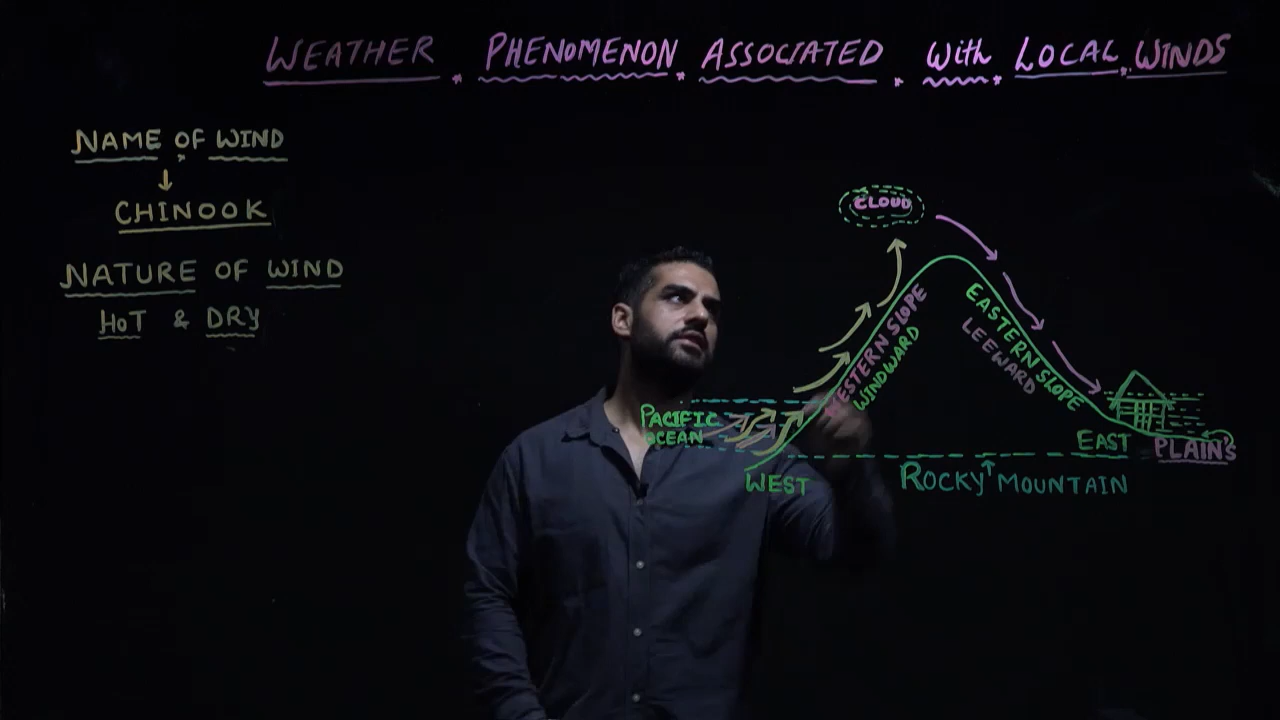 WEATHER PHENOMENON ASSOCIATED With LOCAL WINDS
NAME OF WIND
CHINOOK
NATURE OF WIND
HOT & DRY
CLOUD
WESTERN SLOPE
WINDWARD
EASTERN SLOPE
LEEWARD
PACIFIC
OCEAN
WEST
EAST
PLAIN'S
ROCKY MOUNTAIN